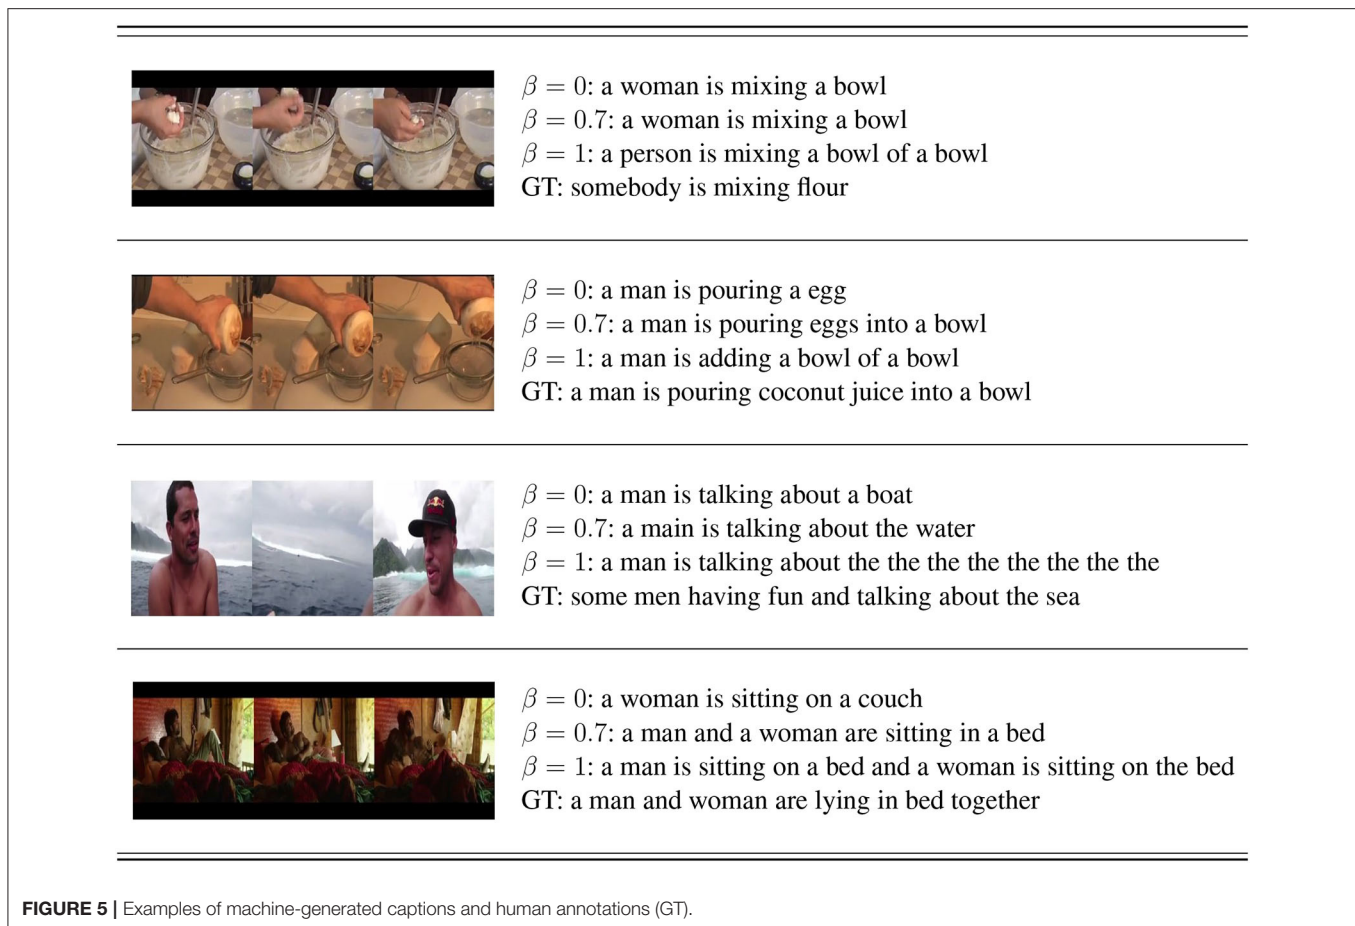 β = 0: a woman is mixing a bowl
β = 0.7: a woman is mixing a bowl
β = 1: a person is mixing a bowl of a bowl
GT: somebody is mixing flour
β = 0: a man is pouring a egg
β = 0.7: a man is pouring eggs into a bowl
β = 1: a man is adding a bowl of a bowl
GT: a man is pouring coconut juice into a bowl
β = 0: a man is talking about a boat
β = 0.7: a main is talking about the water
β = 1: a man is talking about the the the the the the the the
GT: some men having fun and talking about the sea
β = 0: a woman is sitting on a couch
β = 0.7: a man and a woman are sitting in a bed
β = 1: a man is sitting on a bed and a woman is sitting on the bed
GT: a man and woman are lying in bed together
FIGURE 5 | Examples of machine-generated captions and human annotations (GT).